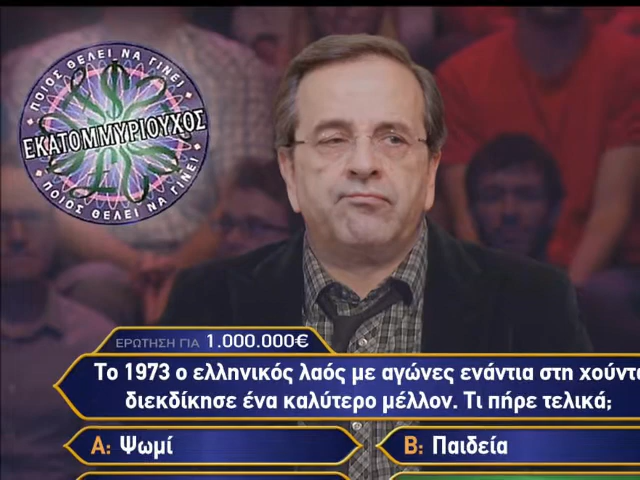 ΠΟΙΟΣ ΘΕΛΕΙ ΝΑ ΓΙΝΕΙ
ΕΚΑΤΟΜΜΥΡΙΟΥΧΟΣ
ΠΟΙΟΣ ΘΕΛΕΙ ΝΑ ΓΙΝΕΙ
ΕΡΩΤΗΣΗ ΓΙΑ 1.000.000€
Το 1973 ο ελληνικός λαός με αγώνες ενάντια στη χούντα
διεκδίκησε ένα καλύτερο μέλλον. Τι πήρε τελικά;
Α: Ψωμί
Β: Παιδεία